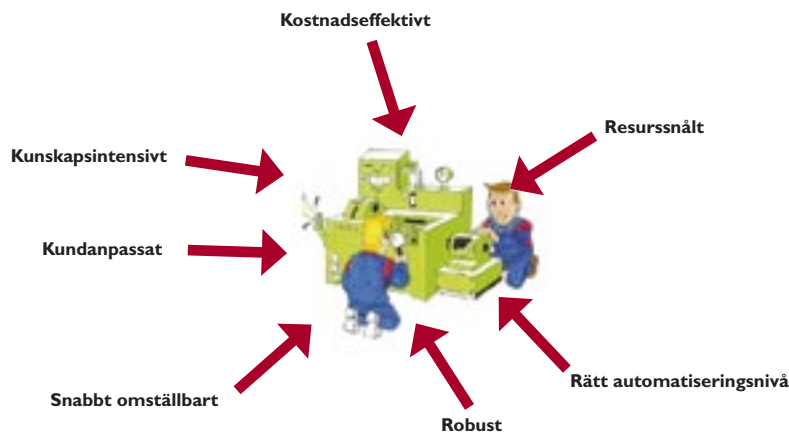 Kostnadseffektivt
Resurssnålt
Kunskapsintensivt
Kundanpassat
Rätt automatiseringsnivå
Snabbt omställbart
Robust